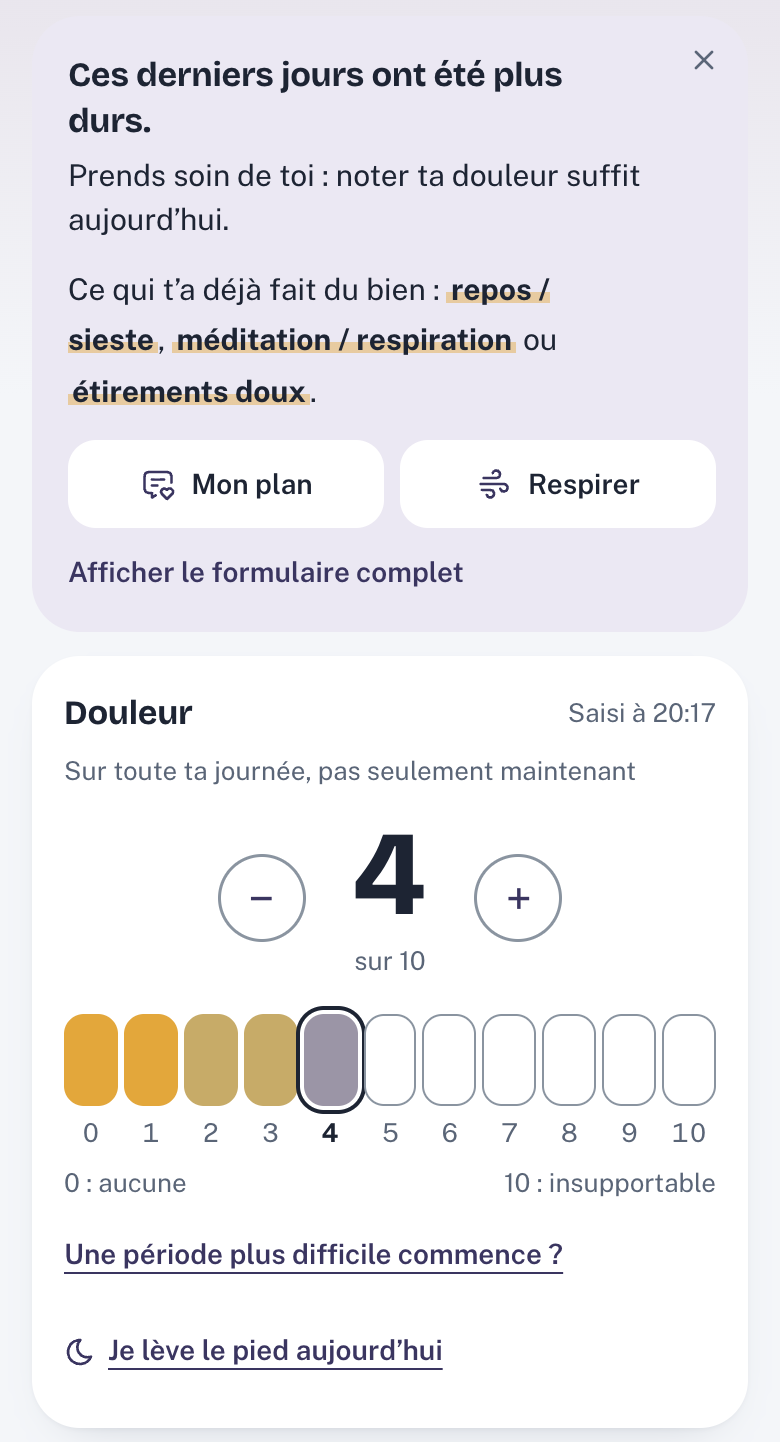 Ces derniers jours ont été plus
durs.
Prends soin de toi : noter ta douleur suffit
aujourd’hui.
Ce qui t’a déjà fait du bien : repos /
sieste, méditation / respiration ou
étirements doux.
Mon plan
Respirer
Afficher le formulaire complet
Douleur
Saisi à 20:17
Sur toute ta journée, pas seulement maintenant
− 4 +
sur 10
0 1 2 3 4 5 6 7 8 9 10
0 : aucune
10 : insupportable
Une période plus difficile commence ?
Je lève le pied aujourd’hui